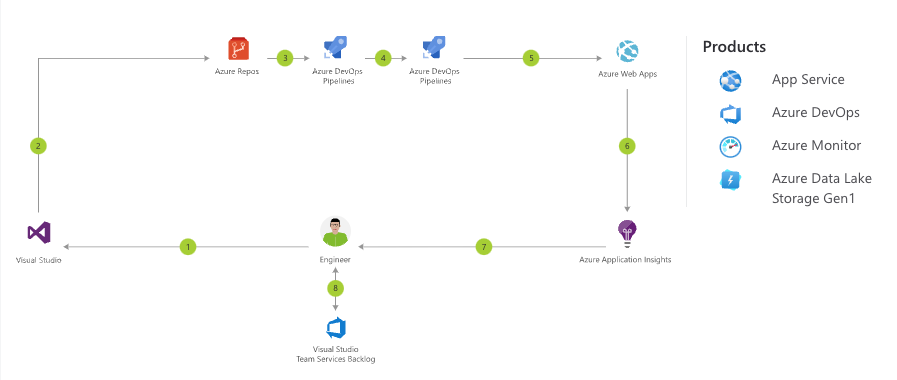 Azure Repos
3
Azure DevOps
Pipelines
4
Azure DevOps
Pipelines
5
Azure Web Apps
2
6
Visual Studio
1
Engineer
7
Azure Application Insights
8
Visual Studio
Team Services Backlog
Products
App Service
Azure DevOps
Azure Monitor
Azure Data Lake
Storage Gen1